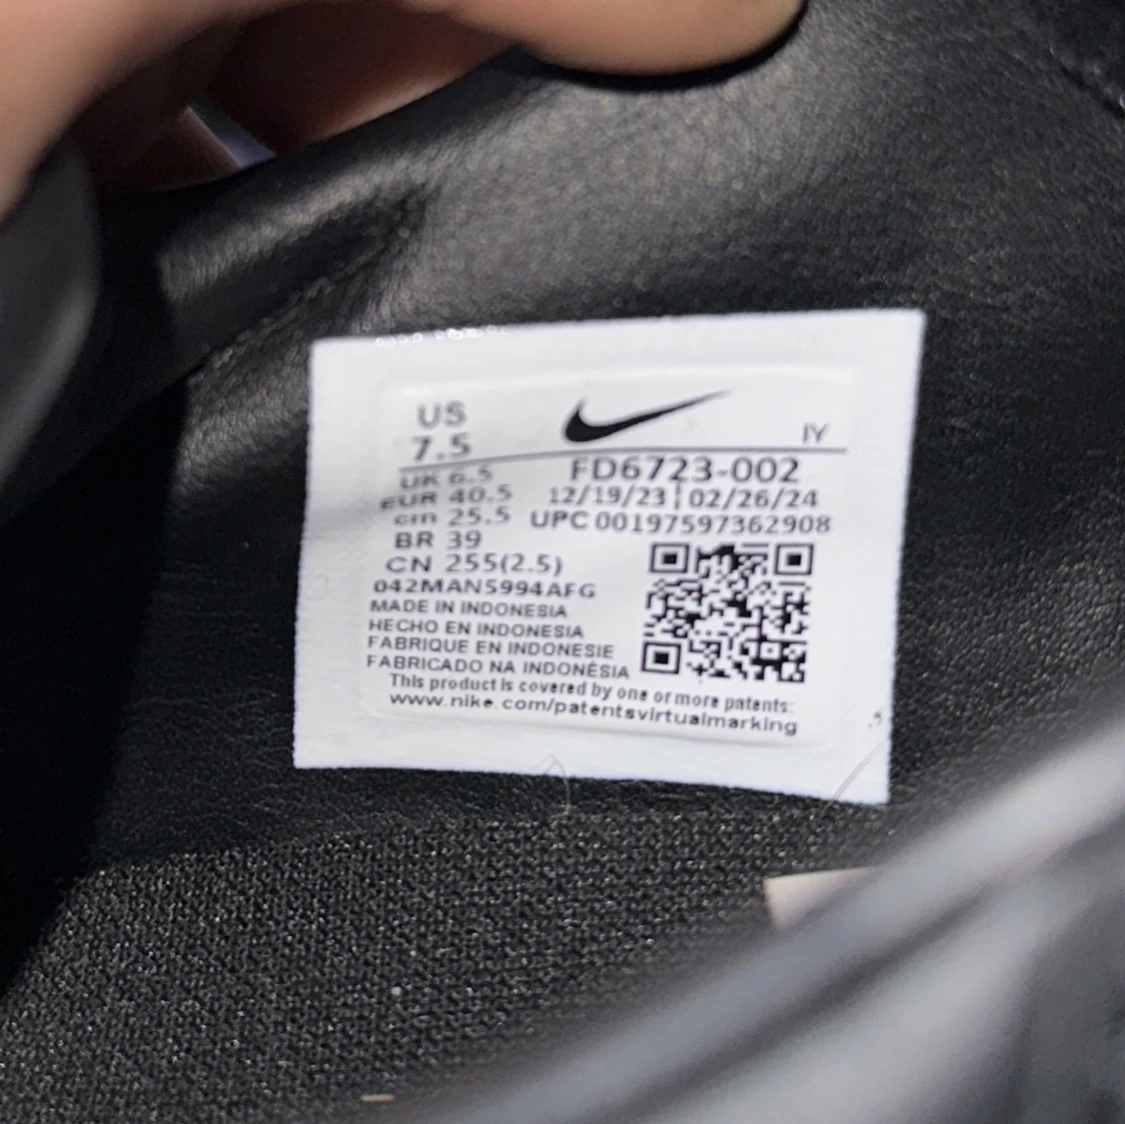 US
7.5
IY
UK 6.5
FD6723-002
EUR 40.5
12/19/23 | 02/26/24
cm 25.5
UPC 00197597362908
BR 39
CN 255(2.5)
042MAN5994AFG
MADE IN INDONESIA
HECHO EN INDONESIA
FABRIQUE EN INDONESIE
FABRICADO NA INDONÉSIA
This product is covered by one or more patents:
www.nike.com/patentsvirtualmarking